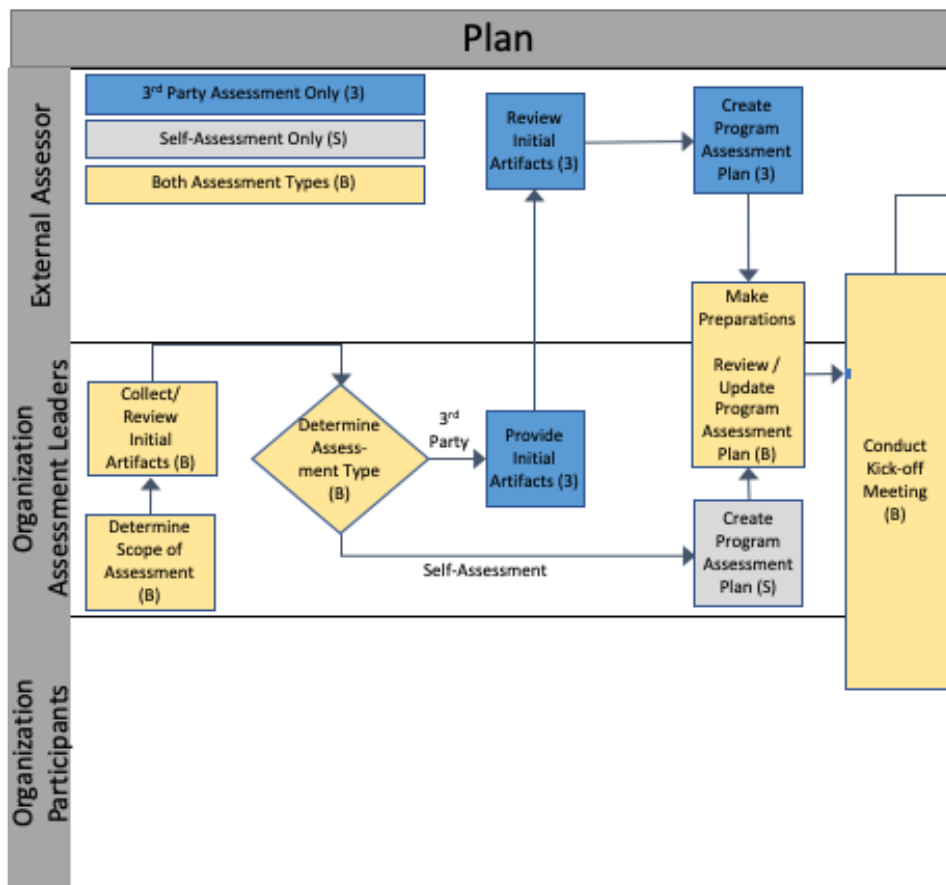 Plan
External Assessor
3rd Party Assessment Only (3)
Self-Assessment Only (S)
Both Assessment Types (B)
Review
Initial
Artifacts (3)
Create
Program
Assessment
Plan (3)
Make
Preparations
Review /
Update
Program
Assessment
Plan (B)
Organization
Assessment Leaders
Collect/
Review
Initial
Artifacts (B)
Determine
Scope of
Assessment
(B)
Determine
Assess-
ment Type
(B)
3rd
Party
Provide
Initial
Artifacts (3)
Self-Assessment
Create
Program
Assessment
Plan (S)
Conduct
Kick-off
Meeting
(B)
Organization
Participants